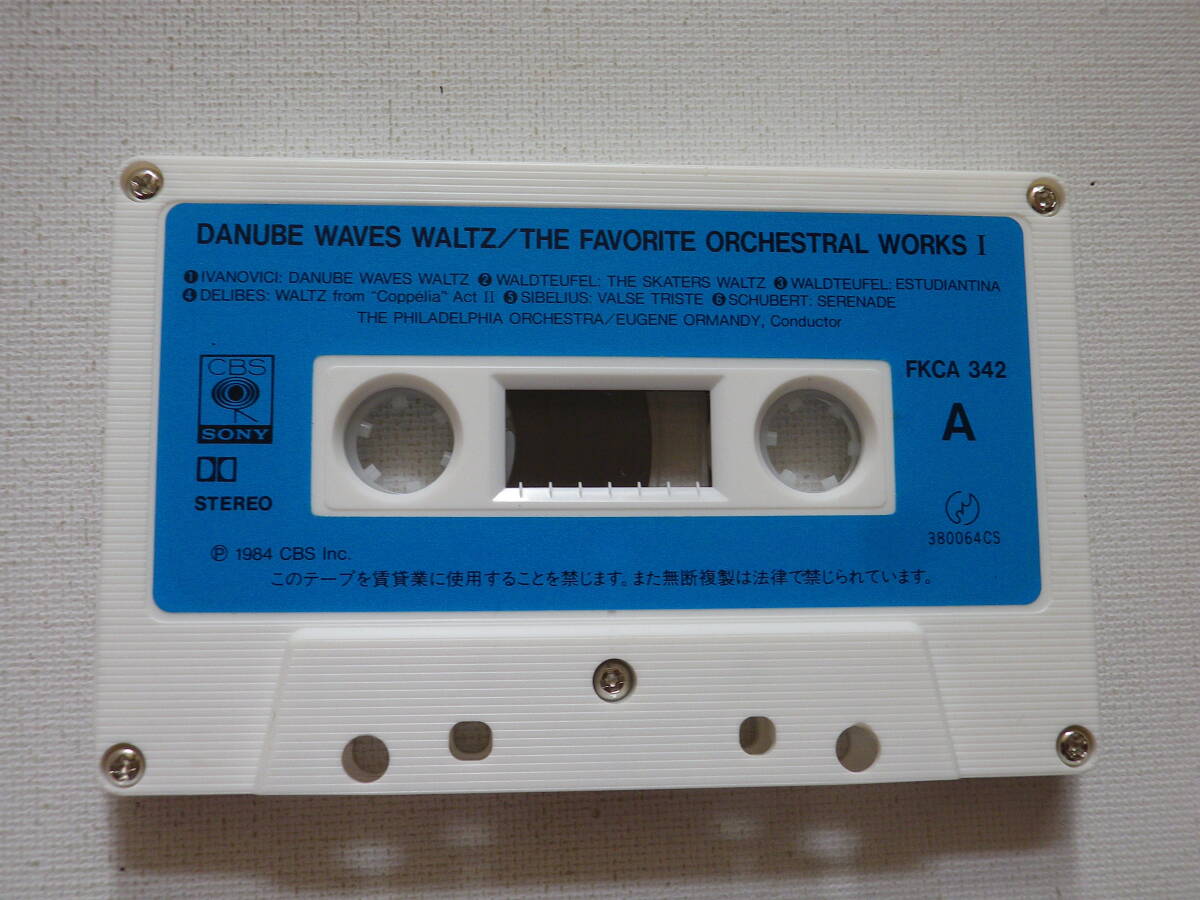 DANUBE WAVES WALTZ/THE FAVORITE ORCHESTRAL WORKS I
❶IVANOVICI: DANUBE WAVES WALTZ ❷WALDTEUFEL: THE SKATERS WALTZ ❸WALDTEUFEL: ESTUDIANTINA
❹DELIBES: WALTZ from "Coppélia" Act II ❺SIBELIUS: VALSE TRISTE ❻SCHUBERT: SERENADE
THE PHILADELPHIA ORCHESTRA/EUGENE ORMANDY, Conductor
CBS
SONY
STEREO
FKCA 342
A
380064CS
℗ 1984 CBS Inc.
このテープを賃貸業に使用することを禁じます。また無断複製は法律で禁じられています。